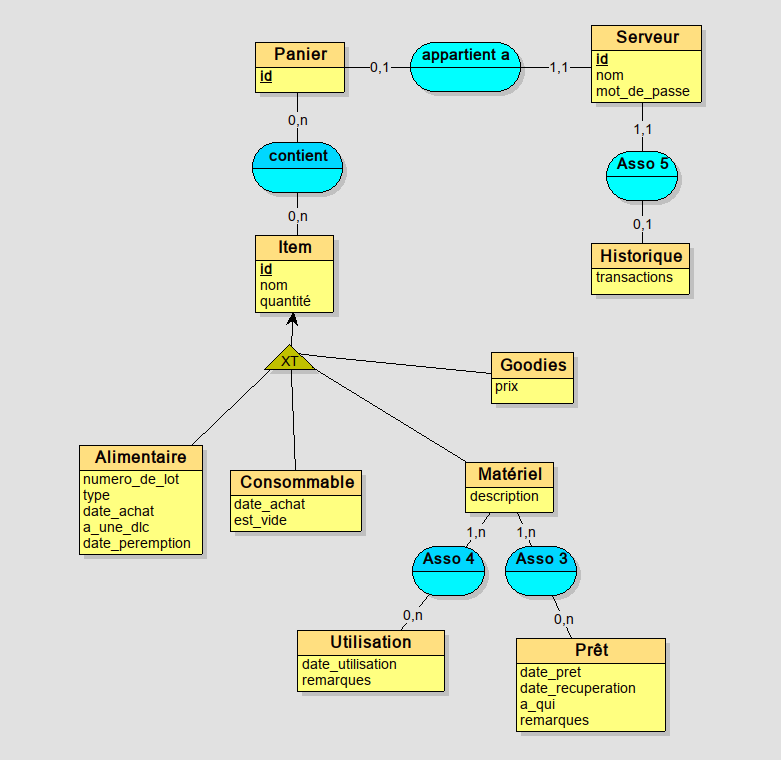 Panier
id
0,1
appartient a
1,1
Serveur
id
nom
mot_de_passe
0,n
contient
0,n
1,1
Asso 5
0,1
Item
id
nom
quantité
Historique
transactions
XT
Goodies
prix
Alimentaire
numero_de_lot
type
date_achat
a_une_dlc
date_peremption
Consommable
date_achat
est_vide
Matériel
description
1,n
1,n
Asso 4
Asso 3
0,n
0,n
Utilisation
date_utilisation
remarques
Prêt
date_pret
date_recuperation
a_qui
remarques